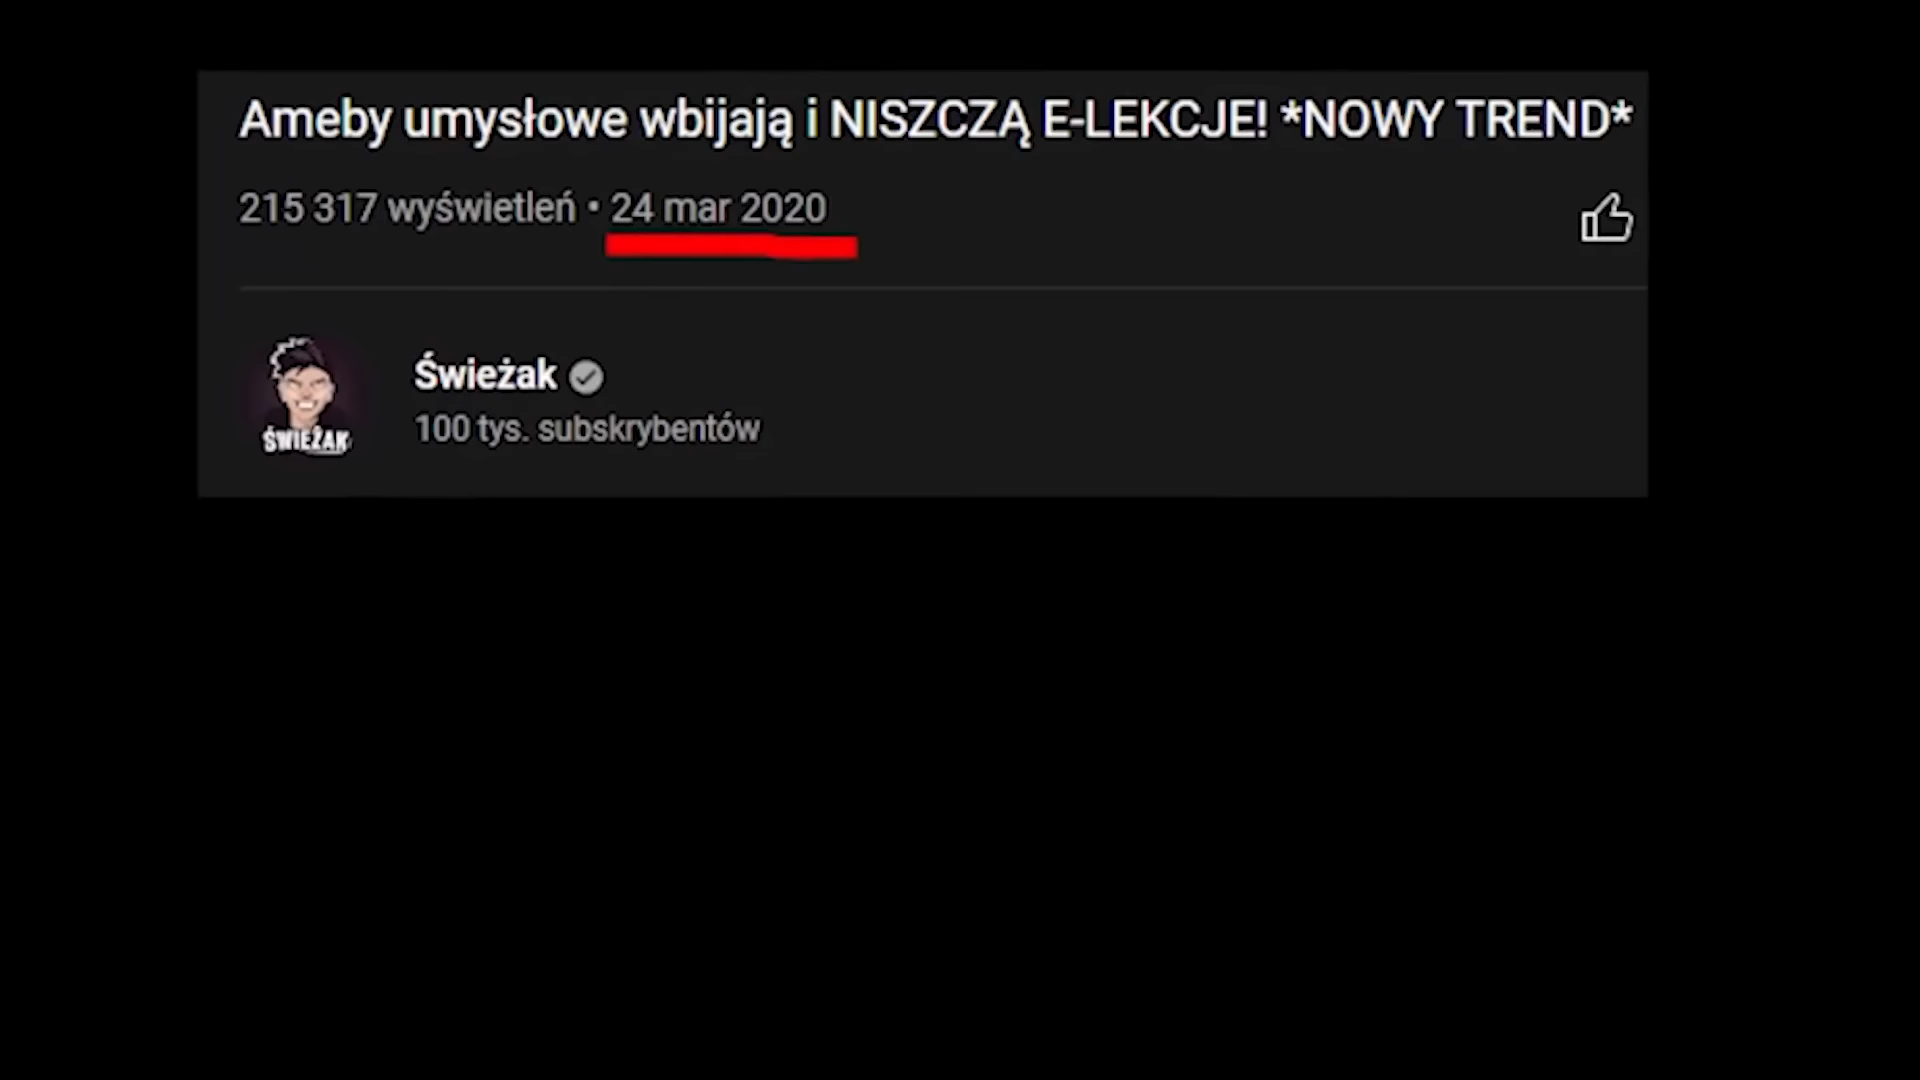 Ameby umysłowe wbijają i NISZCZĄ E-LEKCJE! *NOWY TREND*
215 317 wyświetleń • 24 mar 2020
Świeżak
100 tys. subskrybentów
ŚWIEŻAK